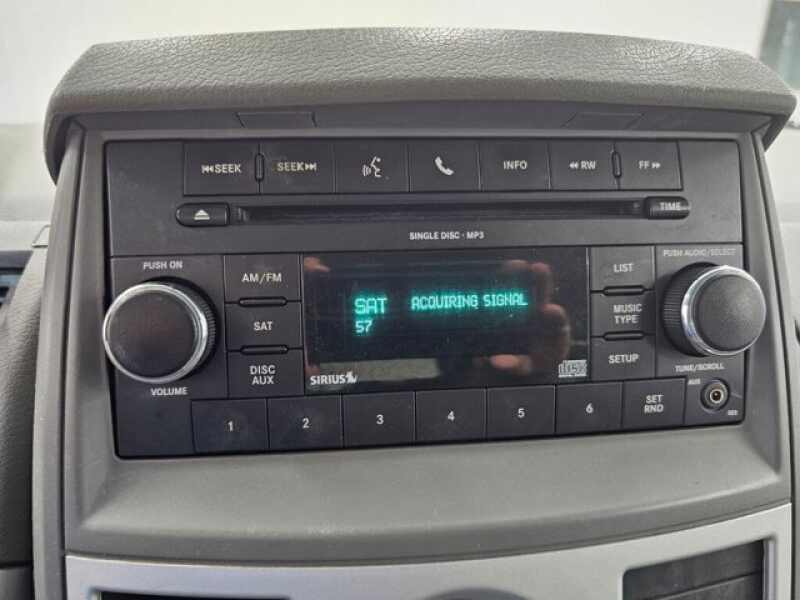 SEEK
SEEK
INFO
RW
FF
TIME
SINGLE DISC · MP3
PUSH ON
PUSH AUDIO/SELECT
AM/FM
LIST
SAT
ACQUIRING SIGNAL
57
SAT
MUSIC
TYPE
DISC
AUX
SETUP
SIRIUS
VOLUME
TUNE/SCROLL
AUX
1
2
3
4
5
6
SET
RND